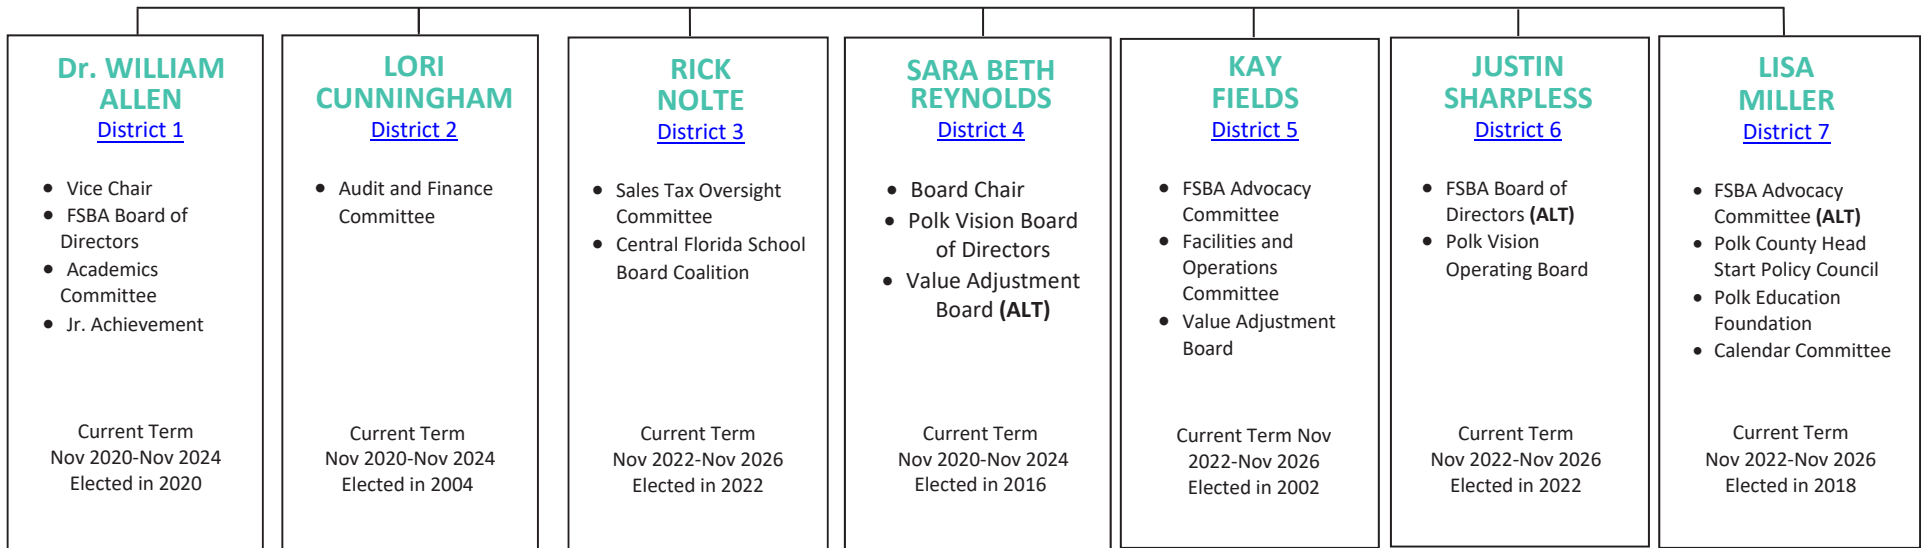 Dr. WILLIAM
ALLEN
District 1
• Vice Chair
• FSBA Board of
Directors
• Academics
Committee
• Jr. Achievement
Current Term
Nov 2020-Nov 2024
Elected in 2020
LORI
CUNNINGHAM
District 2
• Audit and Finance
Committee
Current Term
Nov 2020-Nov 2024
Elected in 2004
RICK
NOLTE
District 3
• Sales Tax Oversight
Committee
• Central Florida School
Board Coalition
Current Term
Nov 2022-Nov 2026
Elected in 2022
SARA BETH
REYNOLDS
District 4
• Board Chair
• Polk Vision Board
of Directors
• Value Adjustment
Board (ALT)
Current Term
Nov 2020-Nov 2024
Elected in 2016
KAY
FIELDS
District 5
• FSBA Advocacy
Committee
• Facilities and
Operations
Committee
• Value Adjustment
Board
Current Term Nov
2022-Nov 2026
Elected in 2002
JUSTIN
SHARPLESS
District 6
• FSBA Board of
Directors (ALT)
• Polk Vision
Operating Board
Current Term
Nov 2022-Nov 2026
Elected in 2022
LISA
MILLER
District 7
• FSBA Advocacy
Committee (ALT)
• Polk County Head
Start Policy Council
• Polk Education
Foundation
• Calendar Committee
Current Term
Nov 2022-Nov 2026
Elected in 2018